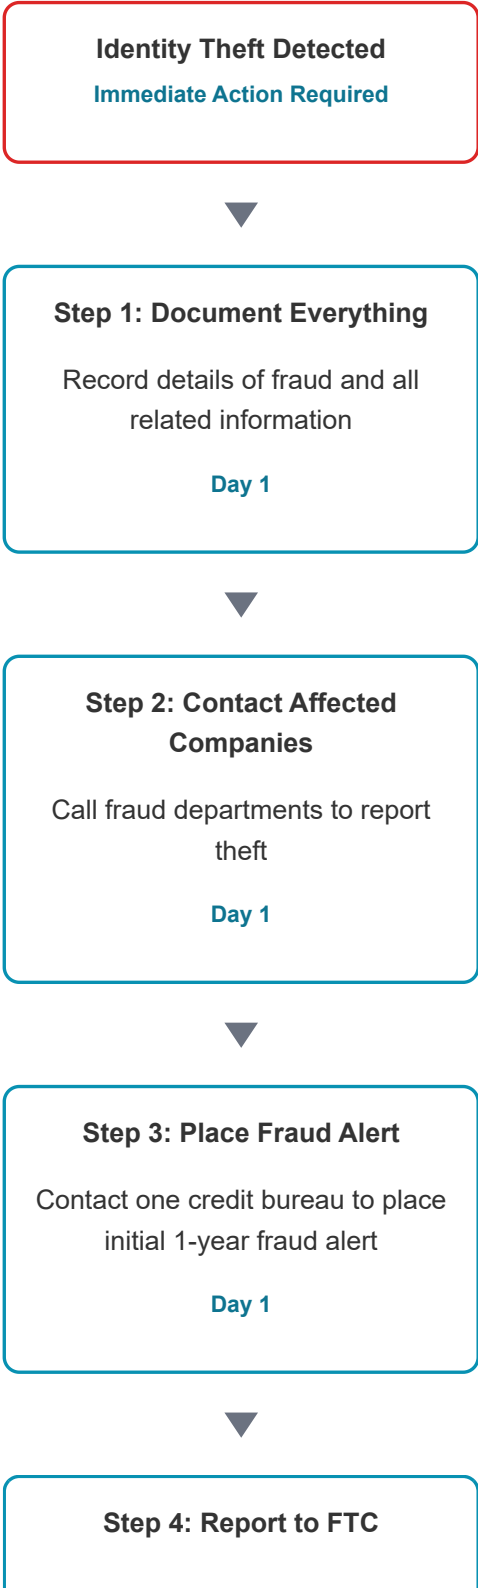 Identity Theft Detected
Immediate Action Required
Step 1: Document Everything
Record details of fraud and all
related information
Day 1
Step 2: Contact Affected
Companies
Call fraud departments to report
theft
Day 1
Step 3: Place Fraud Alert
Contact one credit bureau to place
initial 1-year fraud alert
Day 1
Step 4: Report to FTC